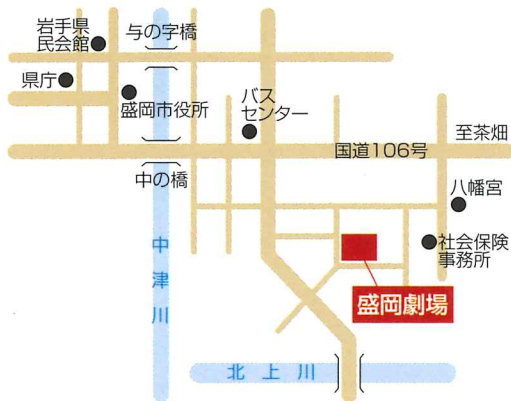 岩手県
民会館
与の字橋
県庁
盛岡市役所
バス
センター
国道106号
至茶畑
中の橋
八幡宮
中津川
社会保険
事務所
盛岡劇場
北上川